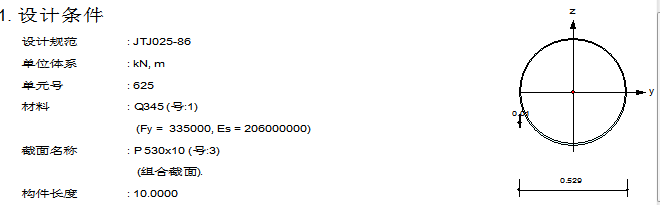 1. 设计条件
设计规范 : JTJ025-86
单位体系 : kN, m
单元号 : 625
材料 : Q345 (号:1)
(Fy = 335000, Es = 206000000)
截面名称 : P 530x10 (号:3)
(组合截面).
构件长度 : 10.0000
z
y
0.01
0.529